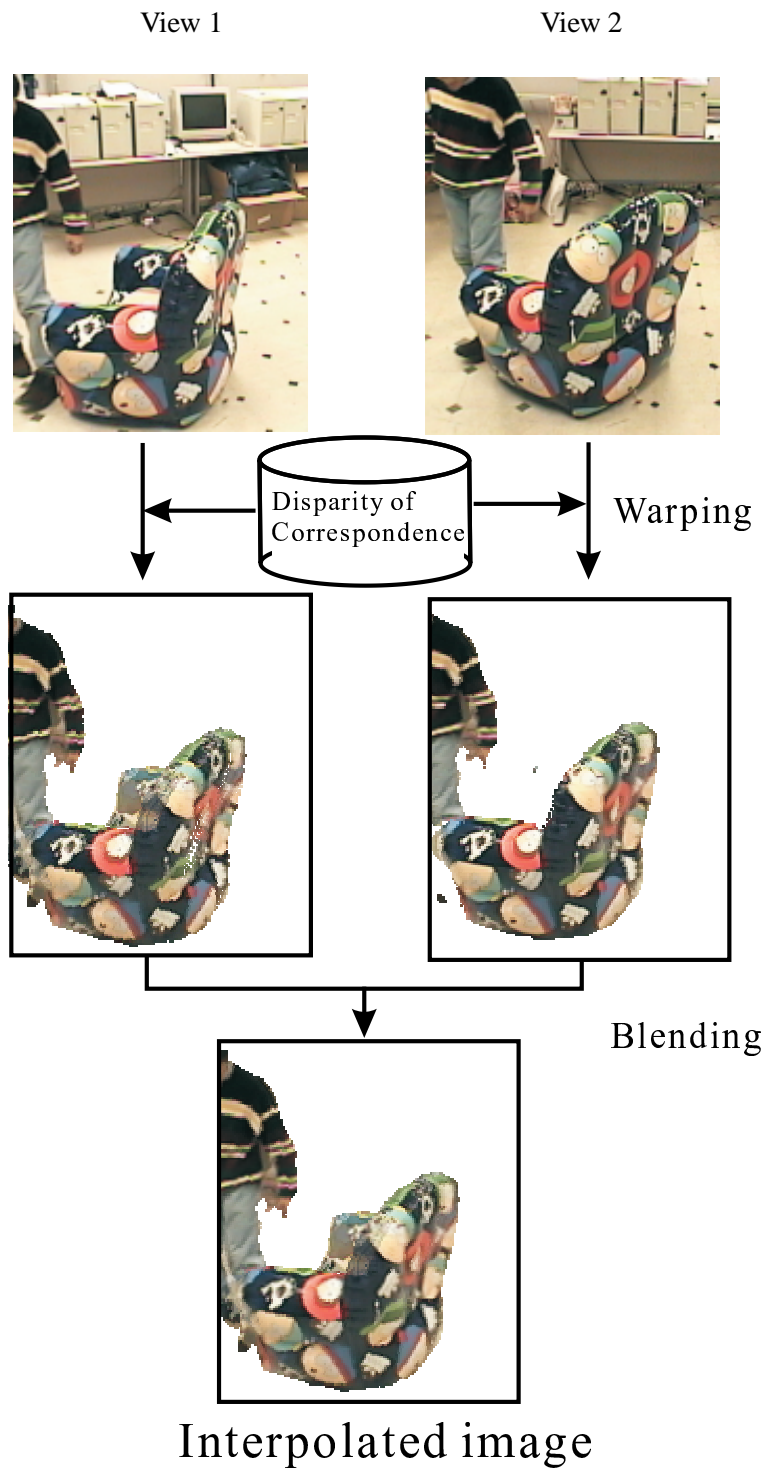 View 1
View 2
Disparity of
Correspondence
Warping
Blending
Interpolated image